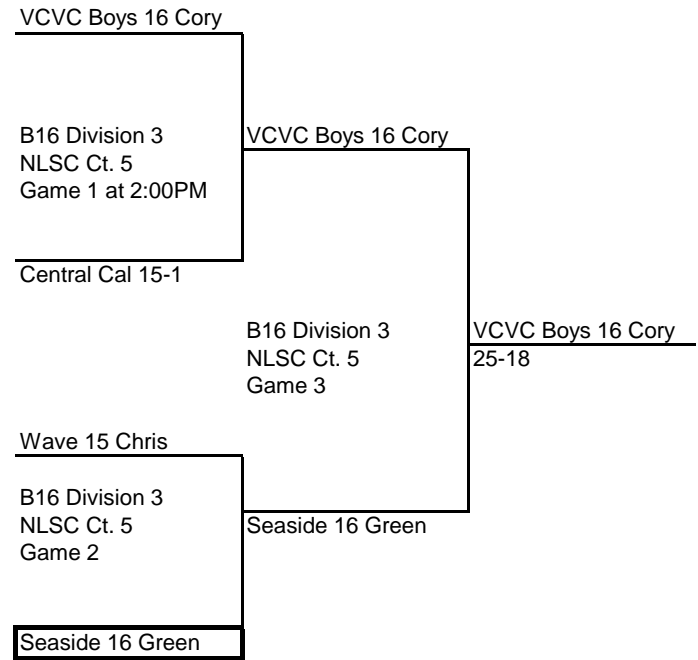 VCVC Boys 16 Cory
B16 Division 3
NLSC Ct. 5
Game 1 at 2:00PM
VCVC Boys 16 Cory
Central Cal 15-1
B16 Division 3
NLSC Ct. 5
Game 3
VCVC Boys 16 Cory
25-18
Wave 15 Chris
B16 Division 3
NLSC Ct. 5
Game 2
Seaside 16 Green
Seaside 16 Green